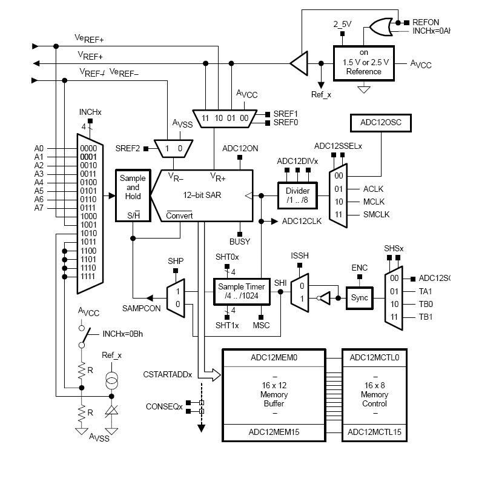 VeREF+
2_5V
REFON
INCHx=0Ah
VREF+
on
1.5 V or 2.5 V
Reference
AVCC
VREF–/ VeREF–
Ref_x
INCHx
4
AVCC
AVSS
11 10 01 00
SREF1
SREF0
ADC12OSC
SREF2
1 0
ADC12ON
ADC12SSELx
A0 0000
A1 0001
A2 0010
A3 0011
A4 0100
A5 0101
A6 0110
A7 0111
1000
1001
1010
1011
1100
1101
1110
1111
VR–
VR+
Sample
and
Hold
S/H
12–bit SAR
Convert
ADC12DIVx
Divider
/1 .. /8
00
01 ACLK
10 MCLK
11 SMCLK
ADC12CLK
BUSY
SHP
SHT0x
4
ISSH
ENC
SHSx
1
0
Sample Timer
/4 .. /1024
SHI
0
1
Sync
00 ADC12SC
01 TA1
10 TB0
11 TB1
SAMPCON
4
SHT1x
MSC
AVCC
INCHx=0Bh
Ref_x
R
R
AVSS
CSTARTADDx
CONSEQx
ADC12MEM0
–
16 x 12
Memory
Buffer
–
ADC12MEM15
ADC12MCTL0
–
16 x 8
Memory
Control
–
ADC12MCTL15